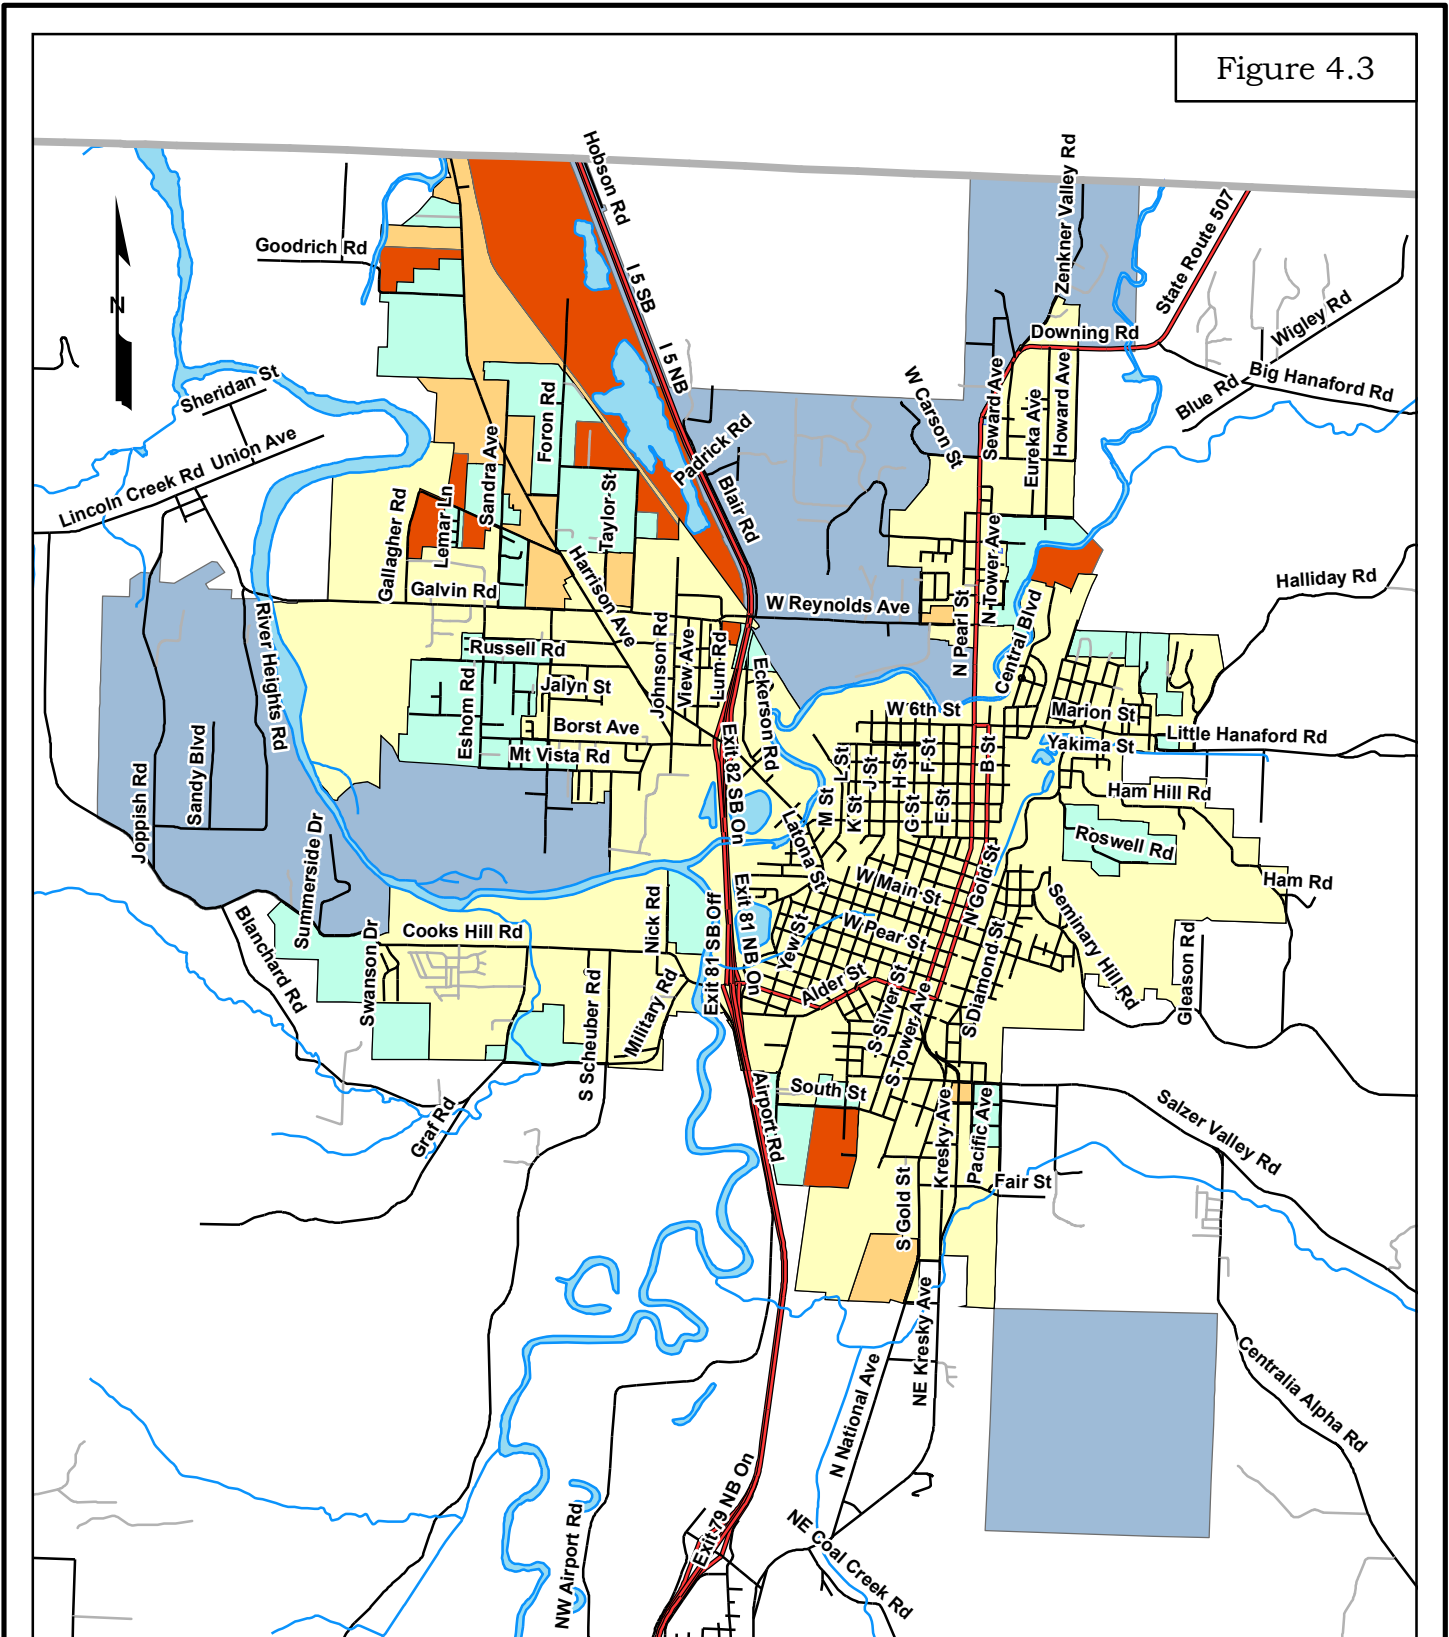 Figure 4.3
Hobson Rd
Zenkner Valley Rd
State Route 507
Goodrich Rd
I 5 SB
N
Wigley Rd
Downing Rd
I 5 NB
Big Hanaford Rd
Sheridan St
Blue Rd
W Carson St
Seward Ave
Howard Ave
Eureka Ave
Foron Rd
Padrick Rd
Lincoln Creek Rd
Union Ave
Sandra Ave
Blair Rd
Taylor St
Lemar Ln
Gallagher Rd
Harrison Ave
N Tower Ave
Halliday Rd
Galvin Rd
W Reynolds Ave
N Pearl St
Central Blvd
River Heights Rd
Russell Rd
Johnson Rd
View Ave
Lum Rd
Eckerson Rd
Jalyn St
Eshom Rd
Borst Ave
Mt Vista Rd
W 6th St
Marion St
Little Hanaford Rd
Yakima St
Exit 82 SB On
L St
J St
H St
F St
B St
M St
K St
G St
E St
Ham Hill Rd
Sandy Blvd
Joppish Rd
Latona St
Roswell Rd
Summerside Dr
W Main St
N Gold St
Ham Rd
Seminary Hill Rd
Blanchard Rd
Swanson Dr
Cooks Hill Rd
Nick Rd
Exit 81 SB Off
Exit 81 NB On
Yew St
W Pear St
Gleason Rd
S Diamond St
Alder St
S Silver St
S Tower Ave
S Scheuber Rd
Military Rd
South St
Airport Rd
Kresky Ave
Pacific Ave
Salzer Valley Rd
Graf Rd
Fair St
S Gold St
NE Kresky Ave
N National Ave
Centralia Alpha Rd
Exit 79 NB On
NW Airport Rd
NE Coal Creek Rd